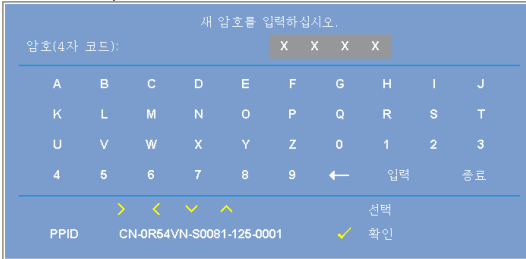 새 암호를 입력하십시오.
암호(4자 코드): X X X X
A B C D E F G H I J
K L M N O P Q R S T
U V W X Y Z 0 1 2 3
4 5 6 7 8 9 ← 입력 종료
> < ∨ ∧ 선택
PPID CN-0R54VN-S0081-125-0001 ✓ 확인